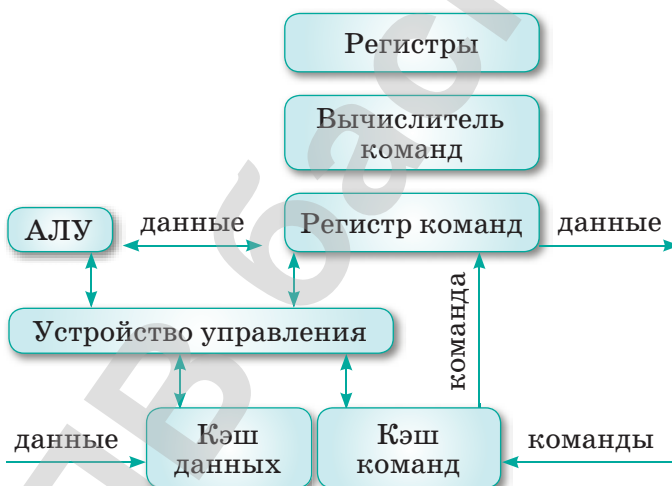 Регистры
Вычислитель
команд
АЛУ
данные
Регистр команд
данные
команда
Устройство управления
данные
Кэш
данных
Кэш
команд
команды